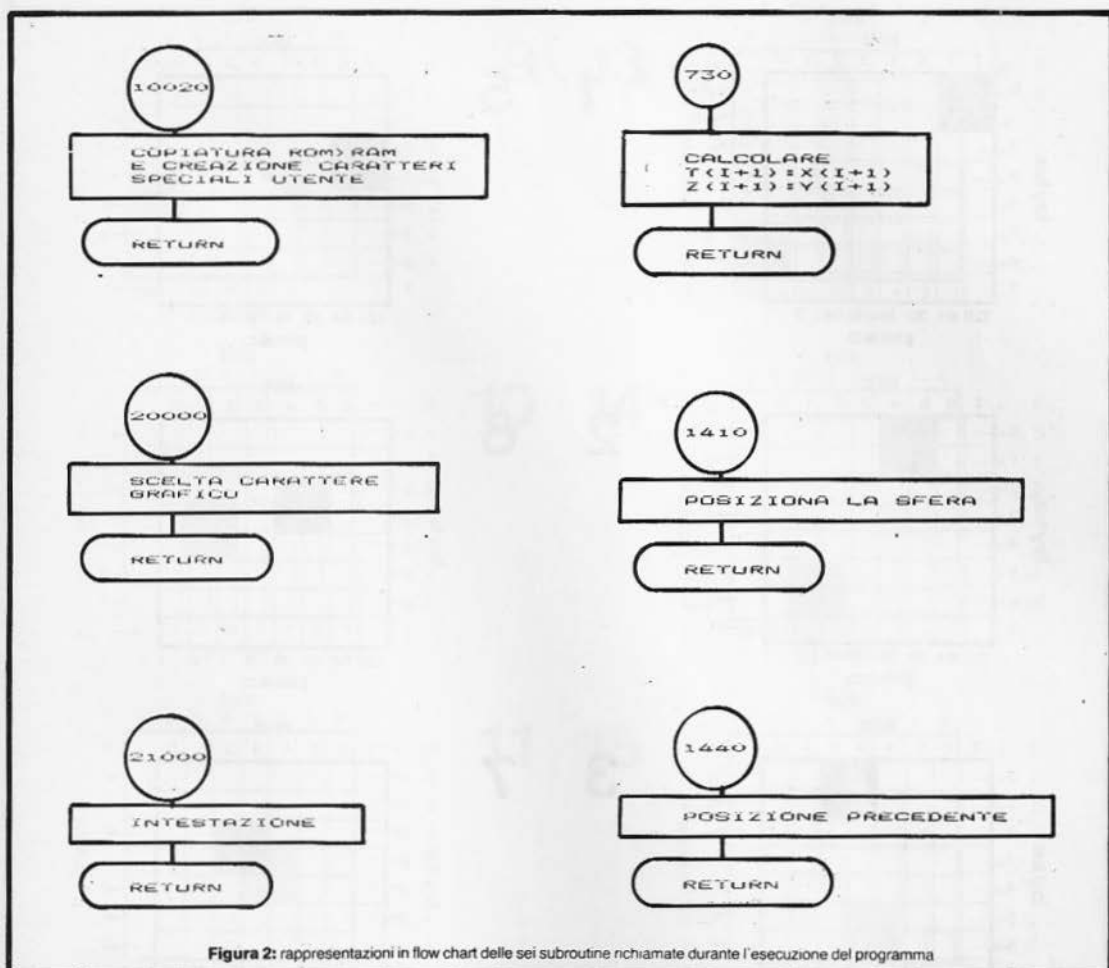 10020
COPIATURA ROM>RAM
E CREAZIONE CARATTERI
SPECIALI UTENTE
RETURN
730
CALCOLARE
T(I+1)=X(I+1)
Z(I+1)=Y(I+1)
RETURN
20000
SCELTA CARATTERE
GRAFICO
RETURN
1410
POSIZIONA LA SFERA
RETURN
21000
INTESTAZIONE
RETURN
1440
POSIZIONE PRECEDENTE
RETURN
Figura 2: rappresentazioni in flow chart delle sei subroutine richiamate durante l'esecuzione del programma